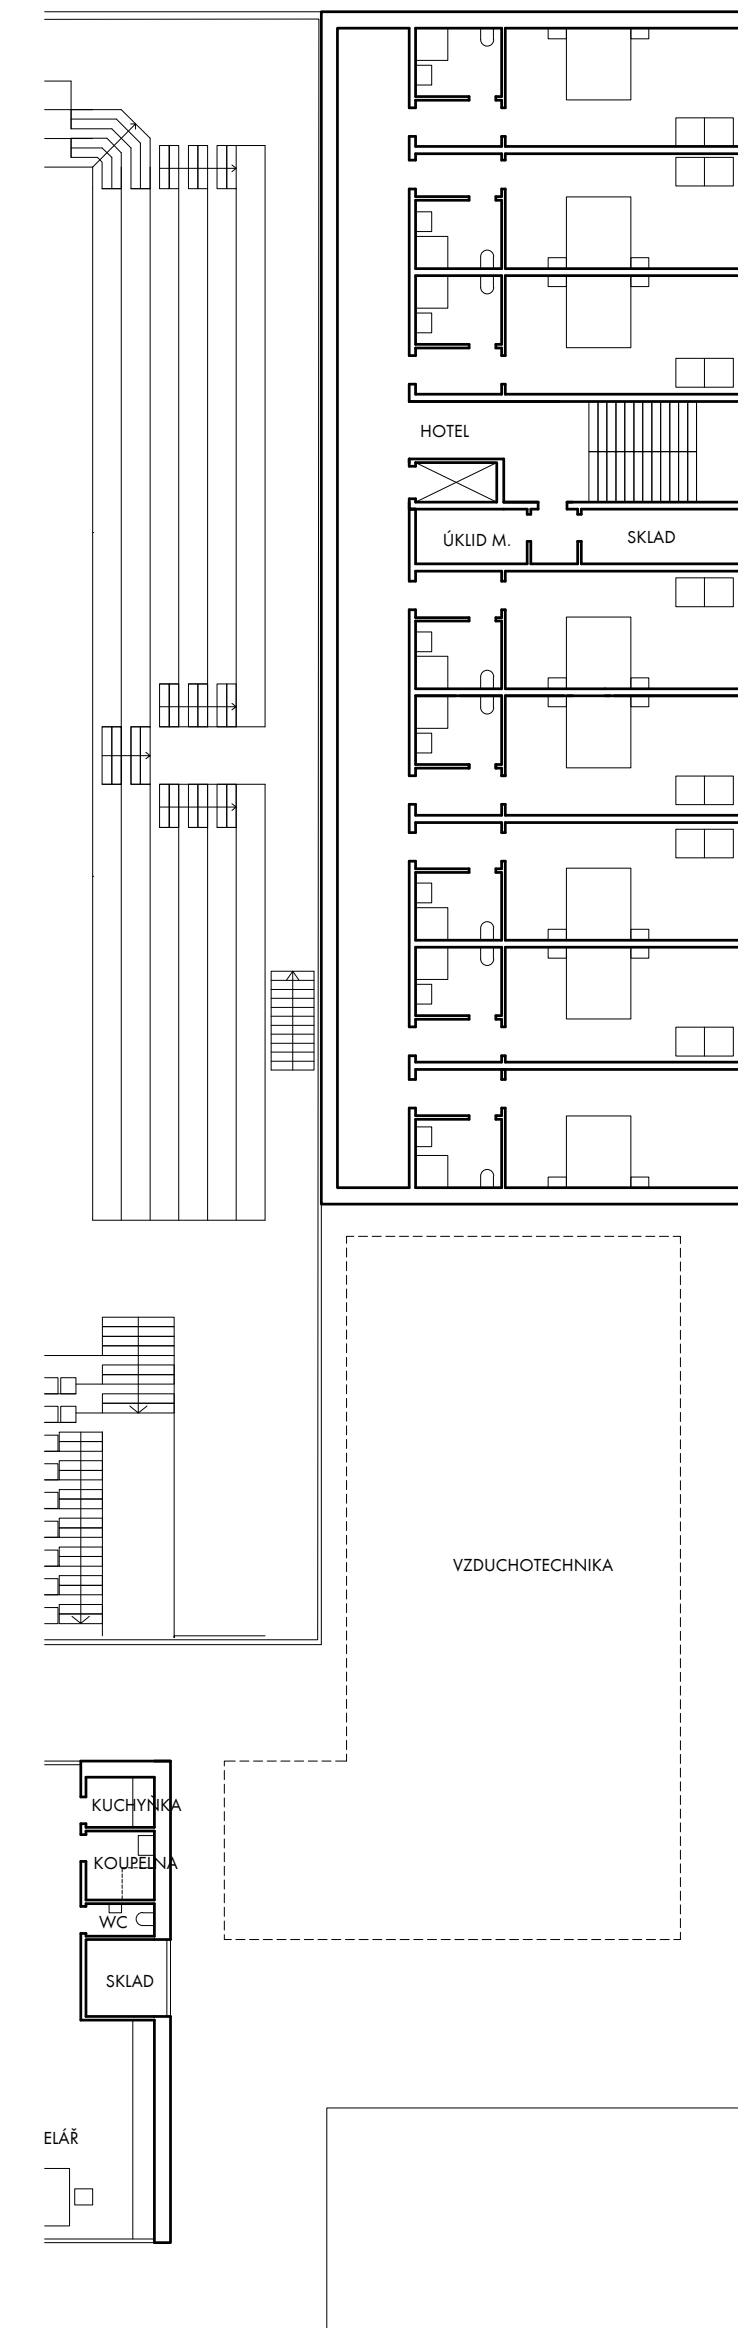 HOTEL
ÚKLID M.
SKLAD
VZDUCHOTECHNIKA
KUCHYŇKA
KOUPELNA
WC
SKLAD
ELÁŘ